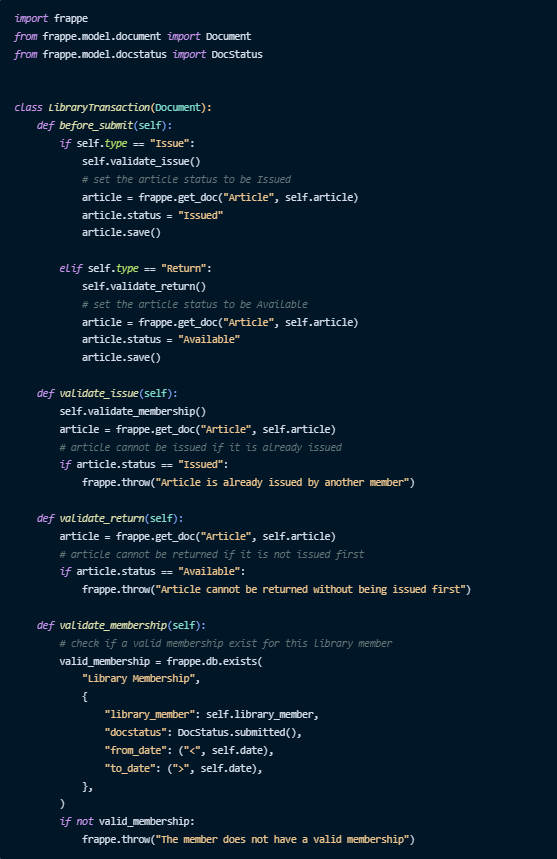 import frappe
from frappe.model.document import Document
from frappe.model.docstatus import DocStatus
class LibraryTransaction(Document):
    def before_submit(self):
        if self.type == "Issue":
            self.validate_issue()
            # set the article status to be Issued
            article = frappe.get_doc("Article", self.article)
            article.status = "Issued"
            article.save()
        elif self.type == "Return":
            self.validate_return()
            # set the article status to be Available
            article = frappe.get_doc("Article", self.article)
            article.status = "Available"
            article.save()
    def validate_issue(self):
        self.validate_membership()
        article = frappe.get_doc("Article", self.article)
        # article cannot be issued if it is already issued
        if article.status == "Issued":
            frappe.throw("Article is already issued by another member")
    def validate_return(self):
        article = frappe.get_doc("Article", self.article)
        # article cannot be returned if it is not issued first
        if article.status == "Available":
            frappe.throw("Article cannot be returned without being issued first")
    def validate_membership(self):
        # check if a valid membership exist for this library member
        valid_membership = frappe.db.exists(
            "Library Membership",
            {
                "library_member": self.library_member,
                "docstatus": DocStatus.submitted(),
                "from_date": ("<", self.date),
                "to_date": (">", self.date),
            },
        )
        if not valid_membership:
            frappe.throw("The member does not have a valid membership")